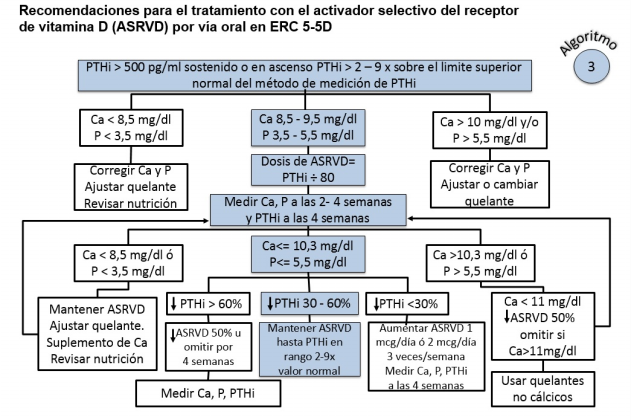 Recomendaciones para el tratamiento con el activador selectivo del receptor
de vitamina D (ASRVD) por vía oral en ERC 5-5D
Algoritmo
3
PTHi > 500 pg/ml sostenido o en ascenso PTHi > 2 – 9 x sobre el limite superior
normal del método de medición de PTHi
Ca < 8,5 mg/dl
P < 3,5 mg/dl
Ca 8,5 - 9,5 mg/dl
P 3,5 - 5,5 mg/dl
Ca > 10 mg/dl y/o
P > 5,5 mg/dl
Corregir Ca y P
Ajustar quelante
Revisar nutrición
Dosis de ASRVD=
PTHi ÷ 80
Corregir Ca y P
Ajustar o cambiar
quelante
Medir Ca, P a las 2- 4 semanas
y PTHi a las 4 semanas
Ca < 8,5 mg/dl ó
P < 3,5 mg/dl
Ca<= 10,3 mg/dl
P<= 5,5 mg/dl
Ca >10,3 mg/dl ó
P > 5,5 mg/dl
Mantener ASRVD
Ajustar quelante.
Suplemento de Ca
Revisar nutrición
↓ PTHi > 60%
↓PTHi 30 - 60%
↓PTHi <30%
Ca < 11 mg/dl
↓ASRVD 50%
omitir si
Ca>11mg/dl
↓ASRVD 50% u
omitir por
4 semanas
Mantener ASRVD
hasta PTHi en
rango 2-9x
valor normal
Aumentar ASRVD 1
mcg/día ó 2 mcg/día
3 veces/semana
Medir Ca, P, PTHi
a las 4 semanas
Medir Ca, P, PTHi
Usar quelantes
no cálcicos